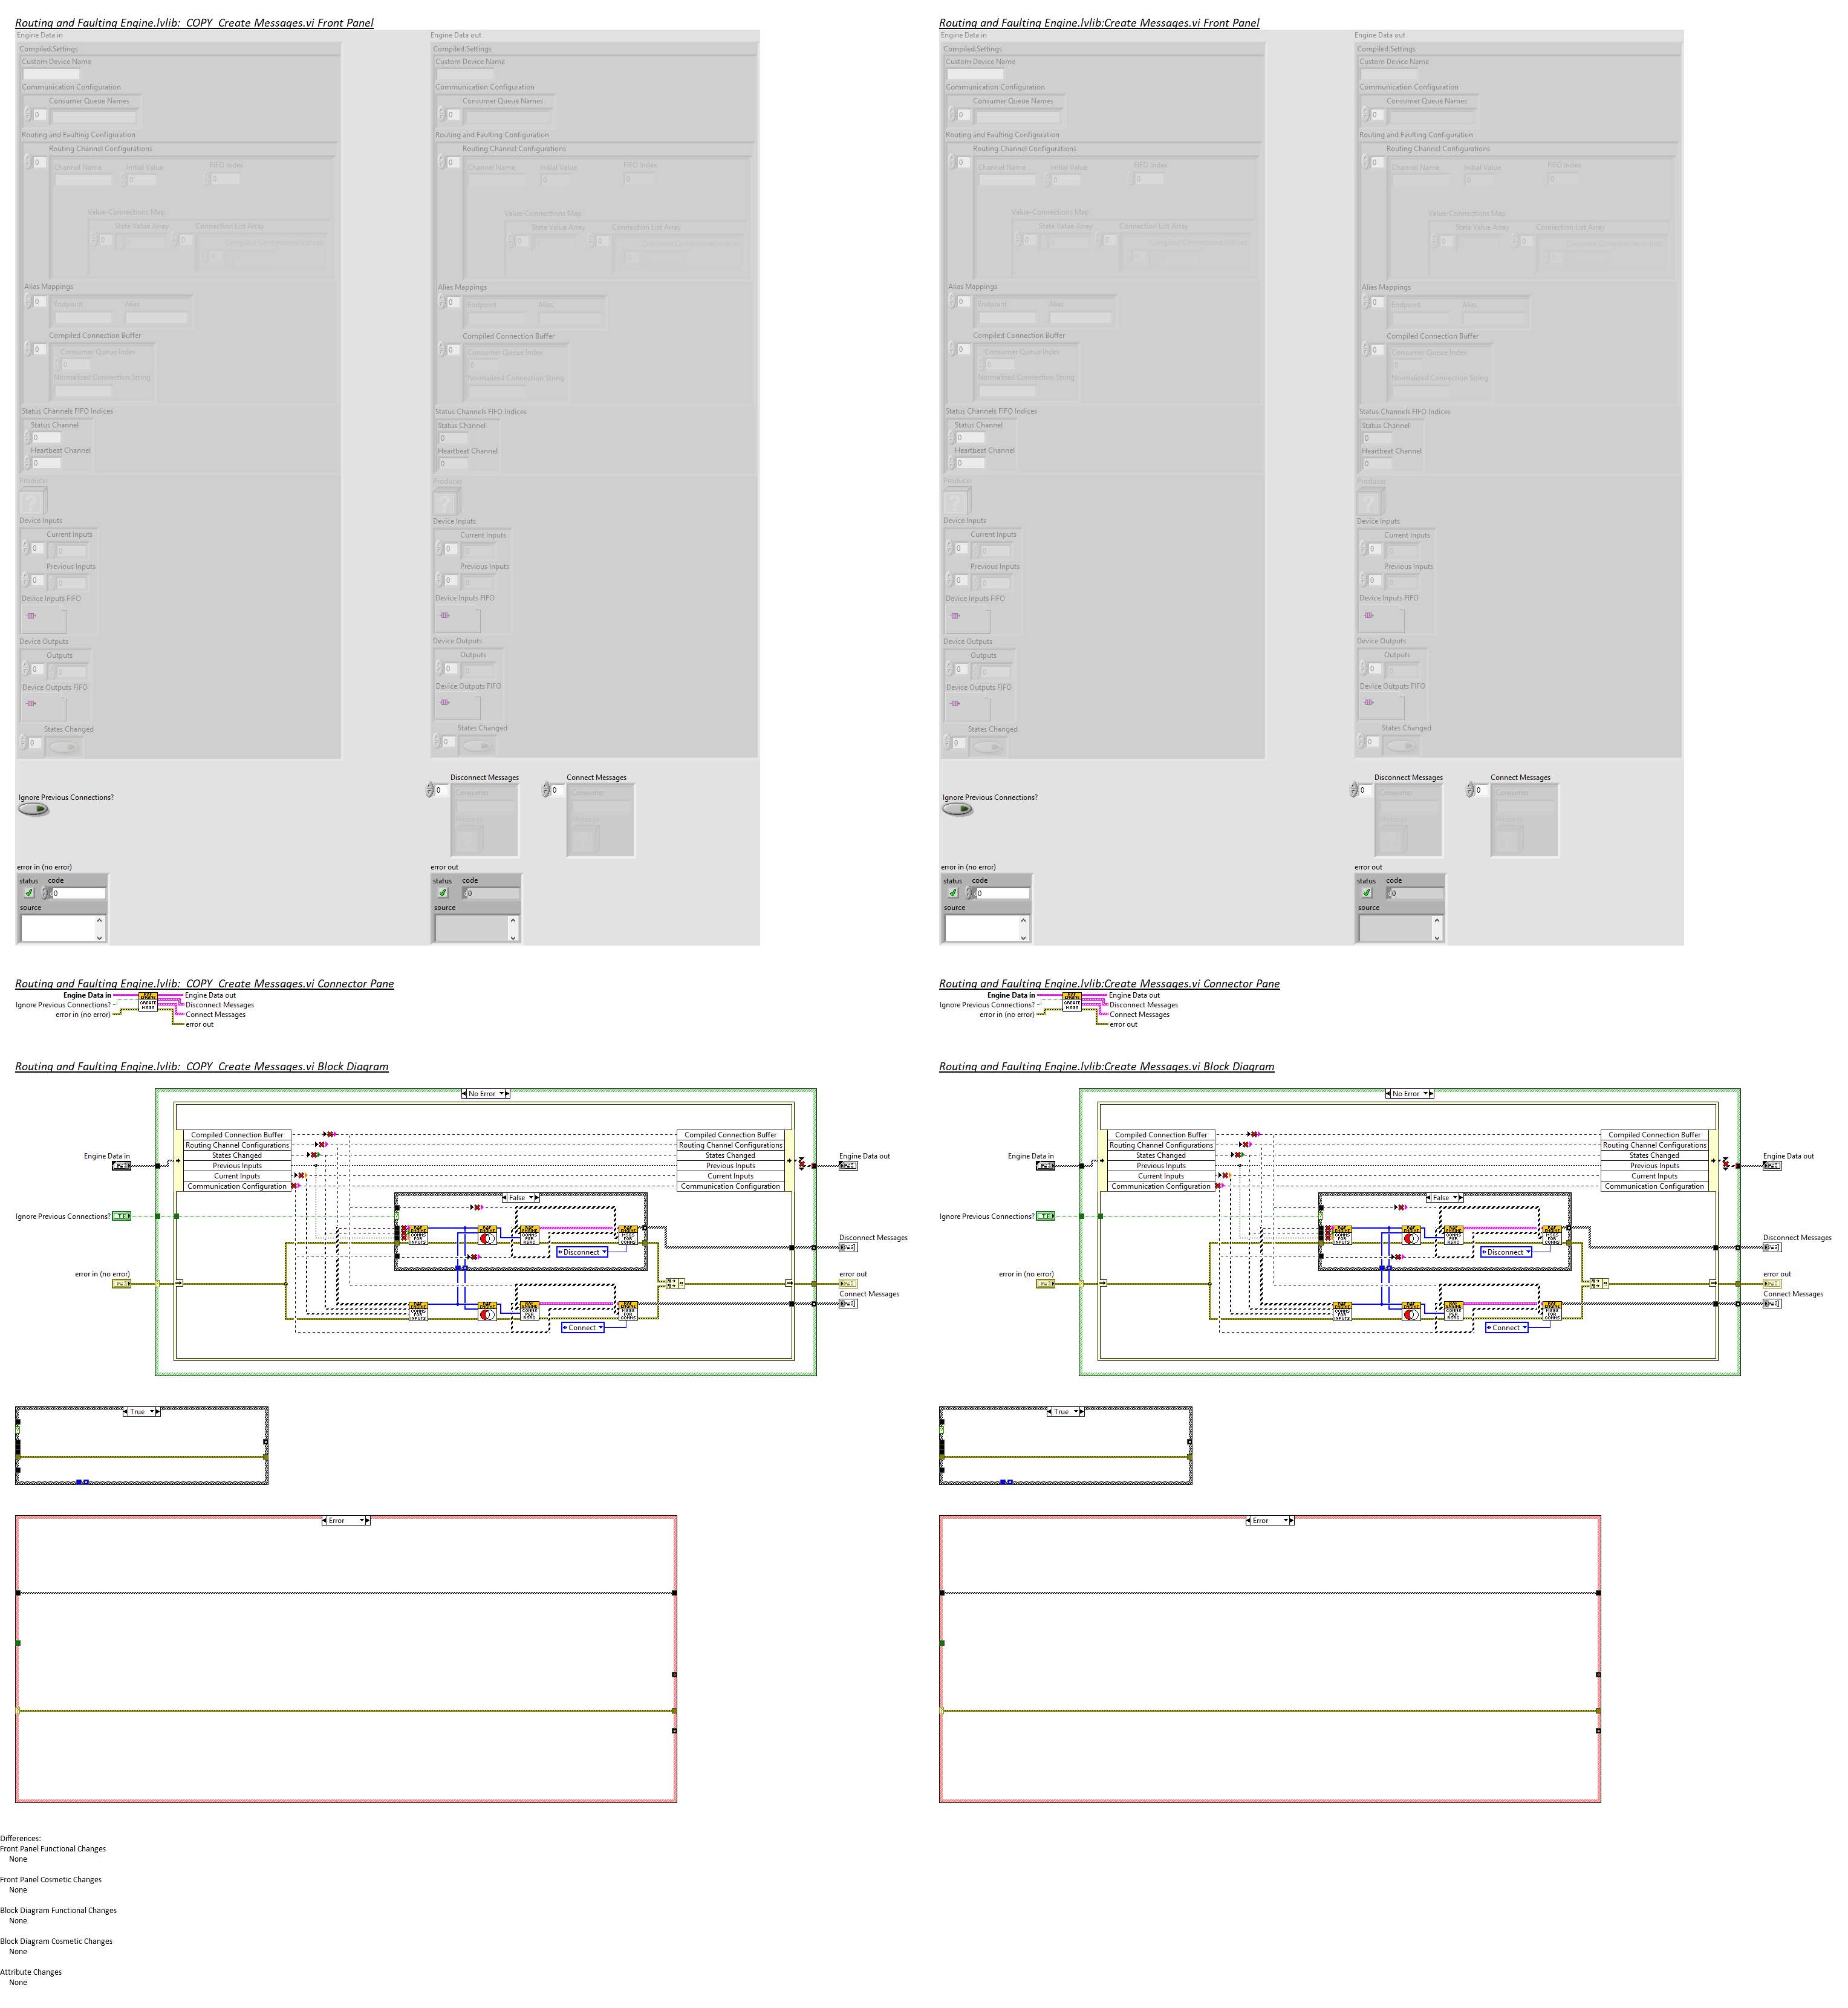 Routing and Faulting Engine.lvlib:_COPY_Create Messages.vi Front Panel
Engine Data in
Engine Data out
Compiled.Settings
Compiled.Settings
Custom Device Name
Custom Device Name
Communication Configuration
Communication Configuration
Consumer Queue Names
Consumer Queue Names
0
0
Routing and Faulting Configuration
Routing and Faulting Configuration
Routing Channel Configurations
Routing Channel Configurations
0
0
Channel Name Initial Value FIFO Index
Channel Name Initial Value FIFO Index
0 0
0 0
Value-Connections Map
Value-Connections Map
State Value Array Connection List Array
State Value Array Connection List Array
0 0 0
0 0 0
Compiled Connection Indices
Compiled Connection Indices
0
0
Alias Mappings
Alias Mappings
0 Endpoint Alias
0 Endpoint Alias
Compiled Connection Buffer
Compiled Connection Buffer
0 Consumer Queue Index
0 Consumer Queue Index
0
0
Normalized Connection String
Normalized Connection String
Status Channels FIFO Indices
Status Channels FIFO Indices
Status Channel
Status Channel
0
0
Heartbeat Channel
Heartbeat Channel
0
0
Producer
Producer
Device Inputs
Device Inputs
Current Inputs
Current Inputs
0 0
0 0
Previous Inputs
Previous Inputs
0 0
0 0
Device Inputs FIFO
Device Inputs FIFO
Device Outputs
Device Outputs
Outputs
Outputs
0 0
0 0
Device Outputs FIFO
Device Outputs FIFO
States Changed
States Changed
0
0
Disconnect Messages Connect Messages
0 Consumer 0
Message
Ignore Previous Connections?
error in (no error)
error out
status code
status code
0
0
source
source
Routing and Faulting Engine.lvlib:_COPY_Create Messages.vi Connector Pane
Engine Data in Engine Data out
Ignore Previous Connections? Disconnect Messages
error in (no error) Connect Messages
error out
RAF ENGINE CREATE MSGS
Routing and Faulting Engine.lvlib:_COPY_Create Messages.vi Block Diagram
No Error
Compiled Connection Buffer Compiled Connection Buffer
Routing Channel Configurations Routing Channel Configurations
States Changed States Changed
Engine Data in Engine Data out
Previous Inputs Previous Inputs
Current Inputs Current Inputs
Communication Configuration Communication Configuration
False
Ignore Previous Connections?
Disconnect Messages
Disconnect
error in (no error) error out
Connect Messages
Connect
True
Error
Routing and Faulting Engine.lvlib:Create Messages.vi Front Panel
Engine Data in
Engine Data out
Compiled.Settings
Compiled.Settings
Custom Device Name
Custom Device Name
Communication Configuration
Communication Configuration
Consumer Queue Names
Consumer Queue Names
0
0
Routing and Faulting Configuration
Routing and Faulting Configuration
Routing Channel Configurations
Routing Channel Configurations
0
0
Channel Name Initial Value FIFO Index
Channel Name Initial Value FIFO Index
0 0
0 0
Value-Connections Map
Value-Connections Map
State Value Array Connection List Array
State Value Array Connection List Array
0 0 0
0 0 0
Compiled Connection Indices
Compiled Connection Indices
0
0
Alias Mappings
Alias Mappings
0 Endpoint Alias
0 Endpoint Alias
Compiled Connection Buffer
Compiled Connection Buffer
0 Consumer Queue Index
0 Consumer Queue Index
0
0
Normalized Connection String
Normalized Connection String
Status Channels FIFO Indices
Status Channels FIFO Indices
Status Channel
Status Channel
0
0
Heartbeat Channel
Heartbeat Channel
0
0
Producer
Producer
Device Inputs
Device Inputs
Current Inputs
Current Inputs
0 0
0 0
Previous Inputs
Previous Inputs
0 0
0 0
Device Inputs FIFO
Device Inputs FIFO
Device Outputs
Device Outputs
Outputs
Outputs
0 0
0 0
Device Outputs FIFO
Device Outputs FIFO
States Changed
States Changed
0
0
Disconnect Messages Connect Messages
0 Consumer 0
Message
Ignore Previous Connections?
error in (no error)
error out
status code
status code
0
0
source
source
Routing and Faulting Engine.lvlib:Create Messages.vi Connector Pane
Engine Data in Engine Data out
Ignore Previous Connections? Disconnect Messages
error in (no error) Connect Messages
error out
RAF ENGINE CREATE MSGS
Routing and Faulting Engine.lvlib:Create Messages.vi Block Diagram
No Error
Compiled Connection Buffer Compiled Connection Buffer
Routing Channel Configurations Routing Channel Configurations
States Changed States Changed
Engine Data in Engine Data out
Previous Inputs Previous Inputs
Current Inputs Current Inputs
Communication Configuration Communication Configuration
False
Ignore Previous Connections?
Disconnect Messages
Disconnect
error in (no error) error out
Connect Messages
Connect
True
Error
Differences:
Front Panel Functional Changes
None
Front Panel Cosmetic Changes
None
Block Diagram Functional Changes
None
Block Diagram Cosmetic Changes
None
Attribute Changes
None